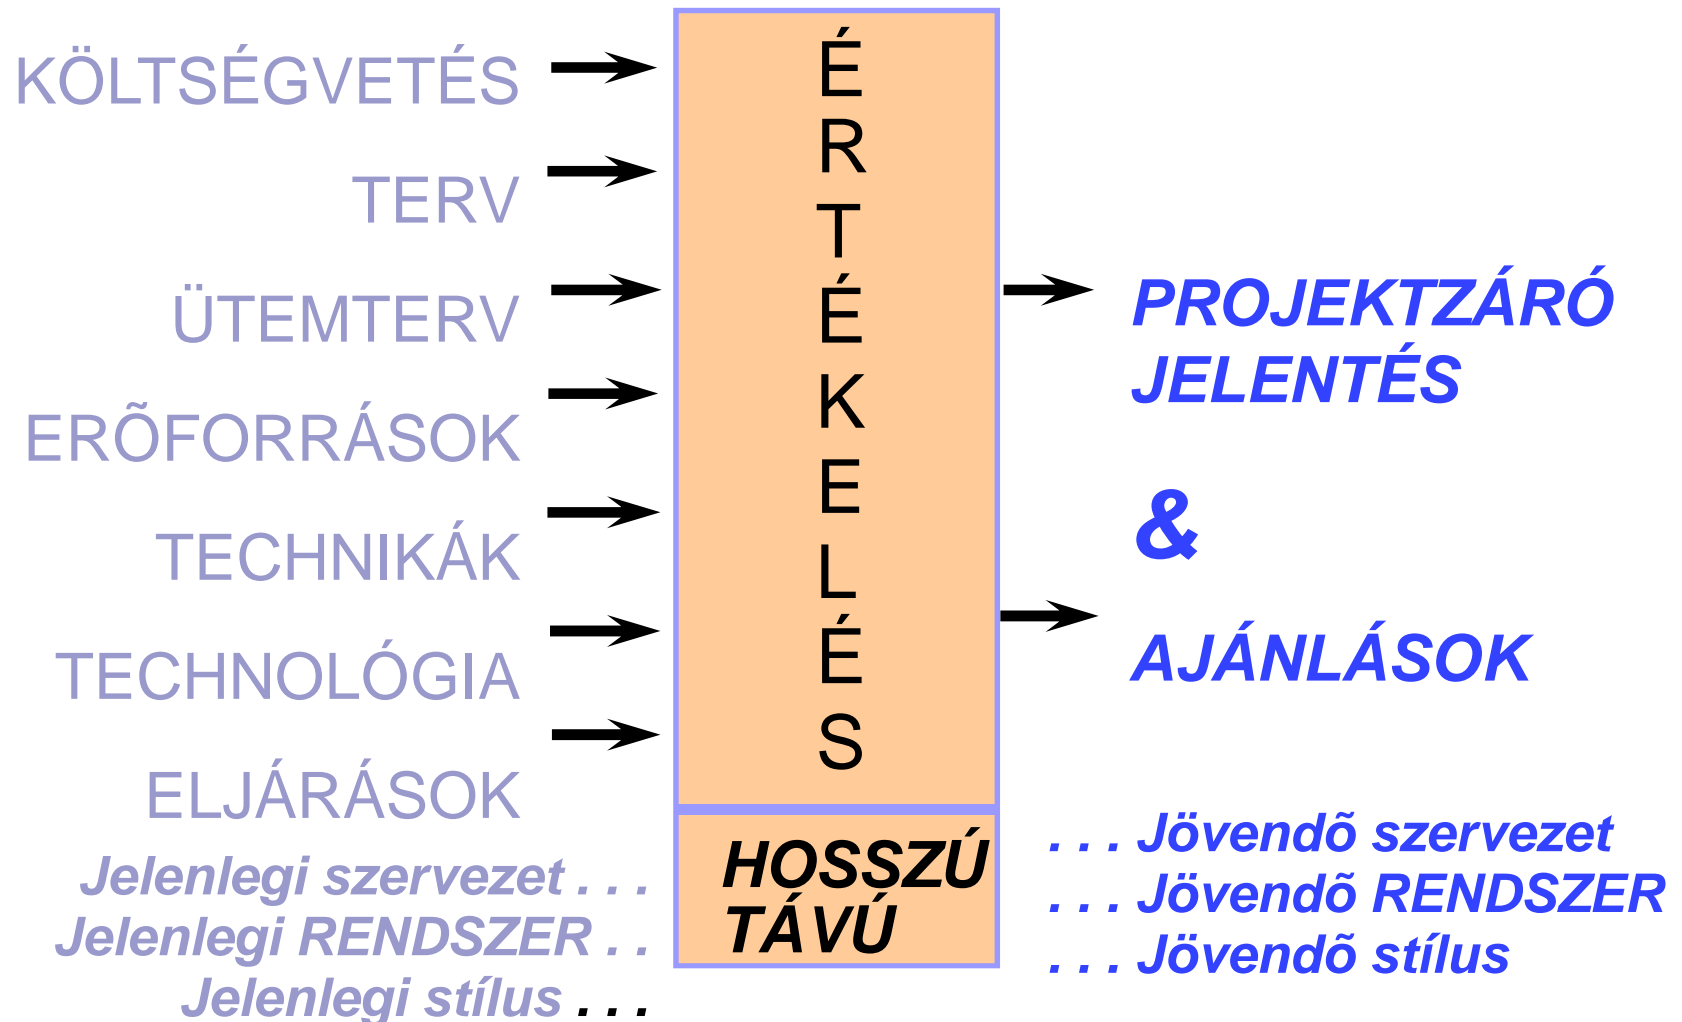 KÖLTSÉGVETÉS
TERV
ÜTEMTERV
ERÕFORRÁSOK
TECHNIKÁK
TECHNOLÓGIA
ELJÁRÁSOK
Jelenlegi szervezet . . .
Jelenlegi RENDSZER . .
Jelenlegi stílus . . .
É
R
T
É
K
E
L
É
S
HOSSZÚ
TÁVÚ
PROJEKTZÁRÓ
JELENTÉS
&
AJÁNLÁSOK
. . . Jövendõ szervezet
. . . Jövendõ RENDSZER
. . . Jövendõ stílus